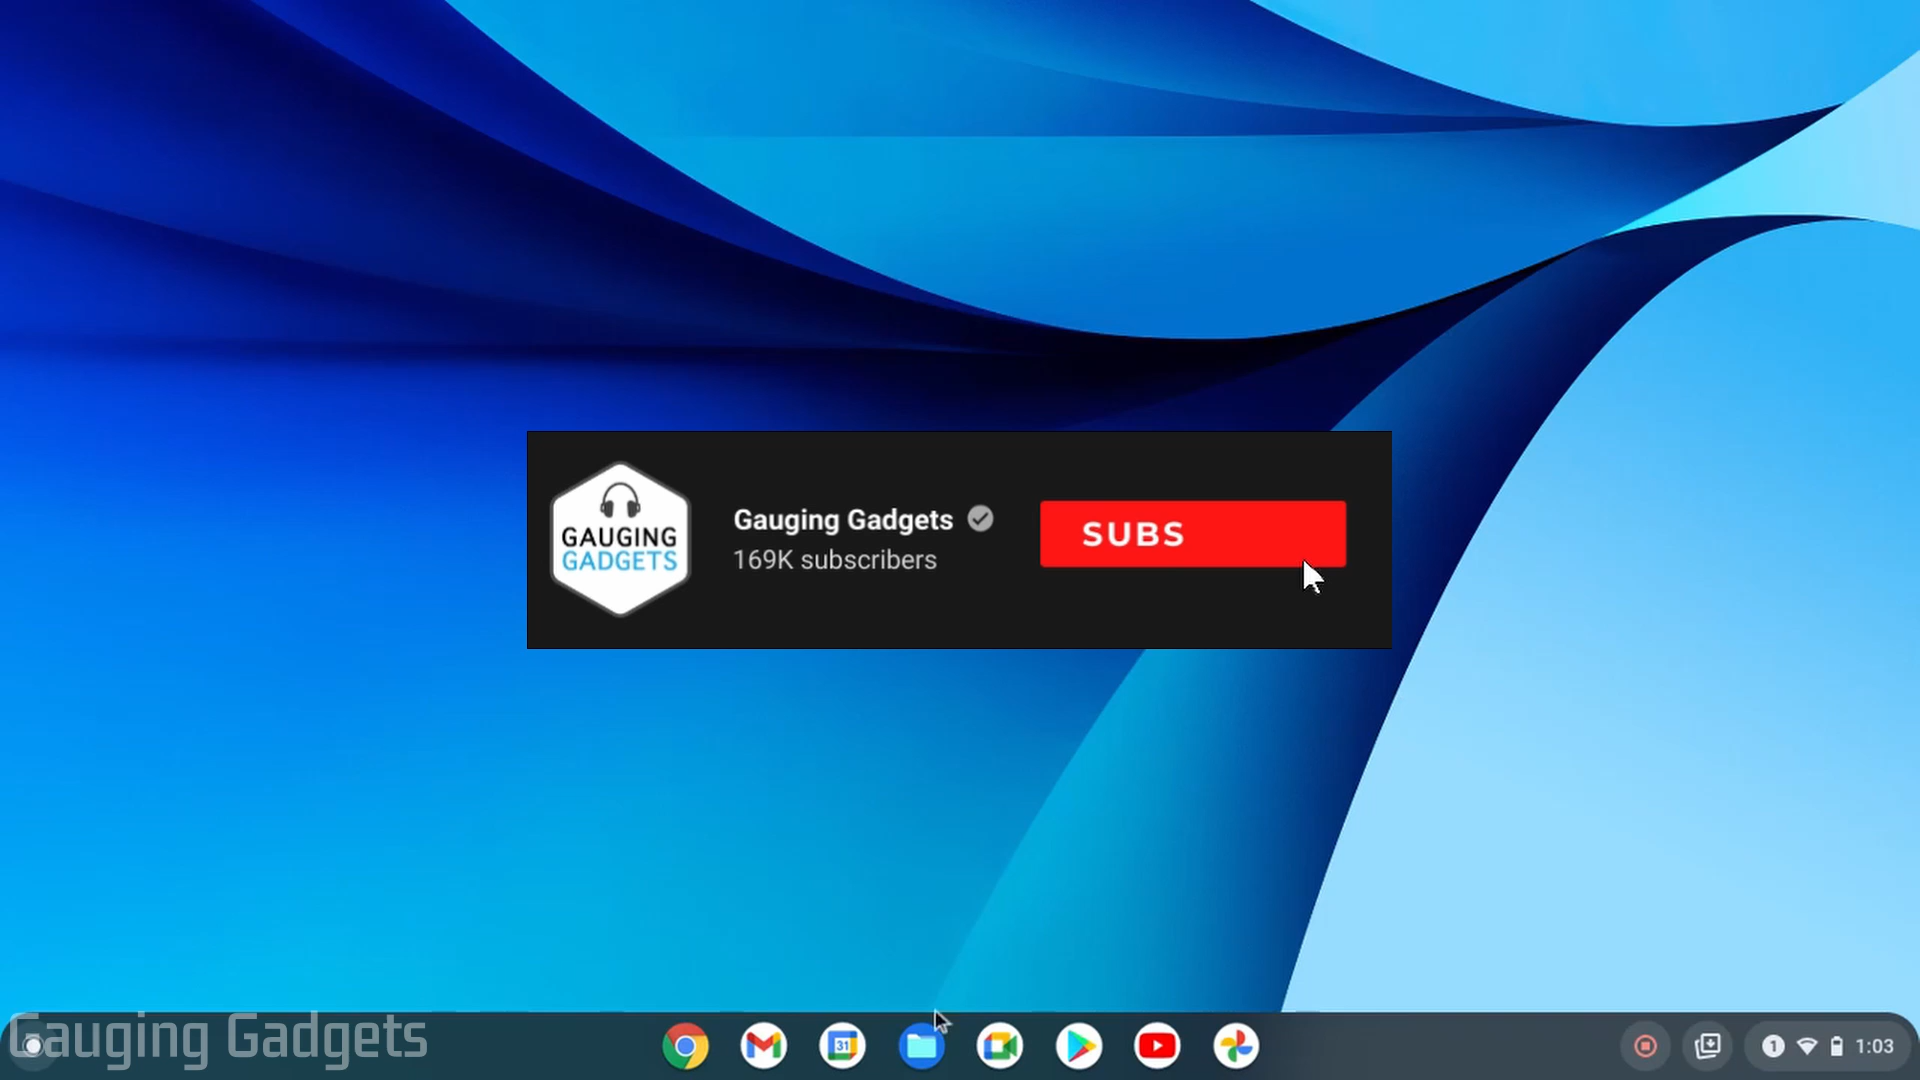 GAUGING
GADGETS
Gauging Gadgets
169K subscribers
SUBS
Gauging Gadgets
31
1
1:03